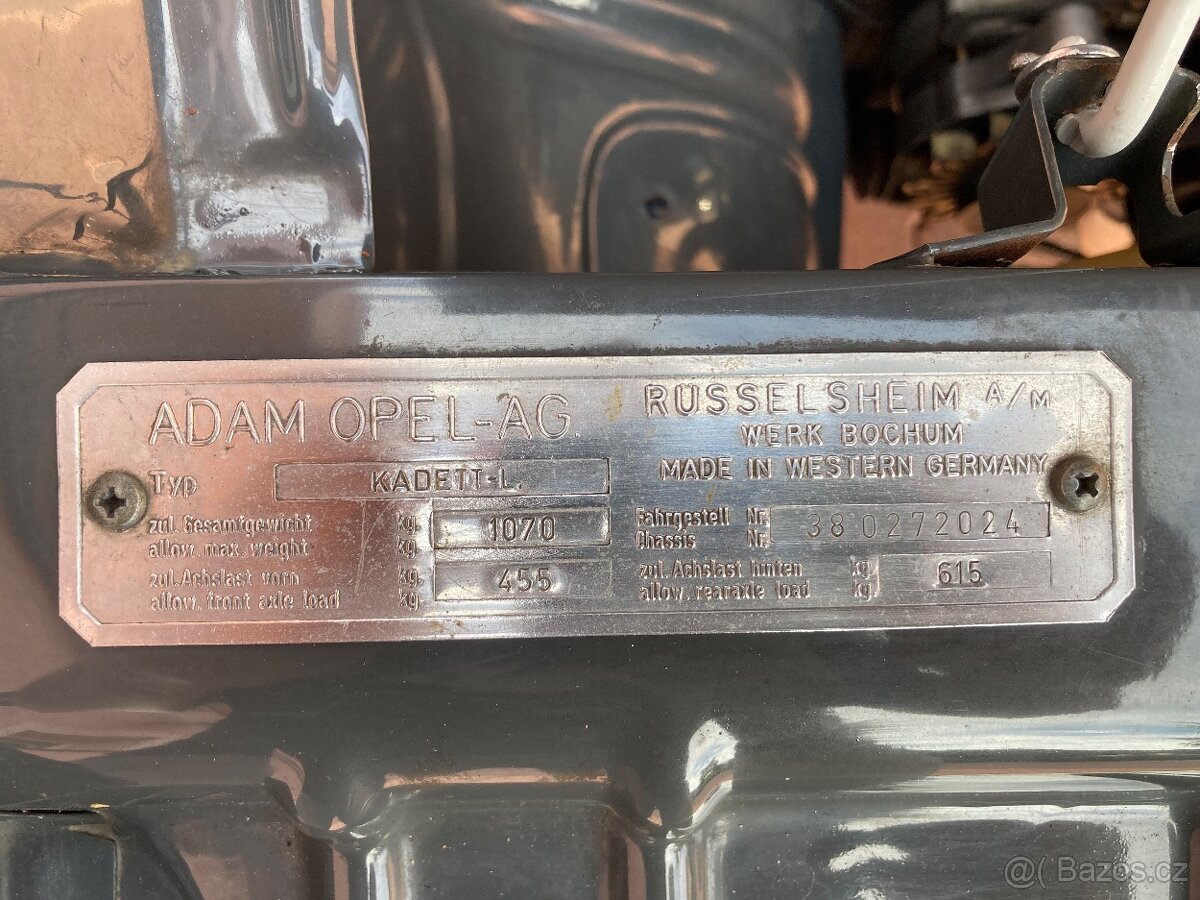 ADAM OPEL-AG.
RÜSSELSHEIM A/M
WERK BOCHUM
MADE IN WESTERN GERMANY
Typ KADETT-L.
zul. Gesamtgewicht kg.
allow. max. weight kg. 1070
Fahrgestell Nr.
Chassis Nr. 380272024
zul. Achslast vorn kg.
allow. front axle load kg. 455
zul. Achslast hinten kg
allow. rearaxle load kg. 615
@( Bazos.cz